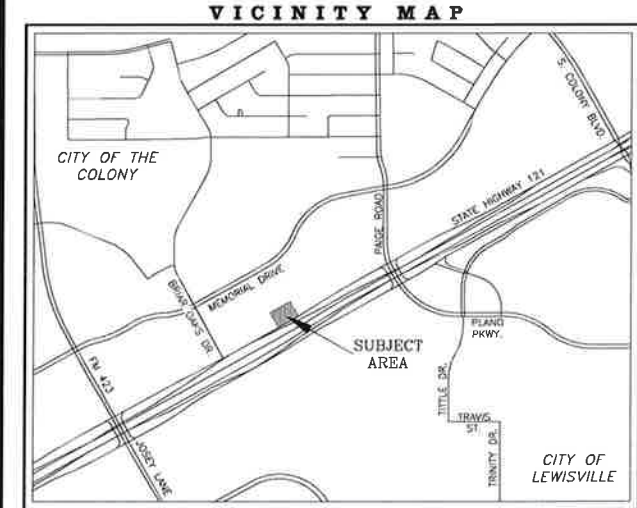 VICINITY MAP
S. COLONY BLVD.
CITY OF THE
COLONY
STATE HIGHWAY 121
PAIGE ROAD
MEMORIAL DRIVE
BRIAR OAKS DR.
SUBJECT
AREA
PLANO
PKWY.
FM 423
TITTLE DR.
TRAVIS
ST.
JOSEY LANE
TRINITY DR.
CITY OF
LEWISVILLE